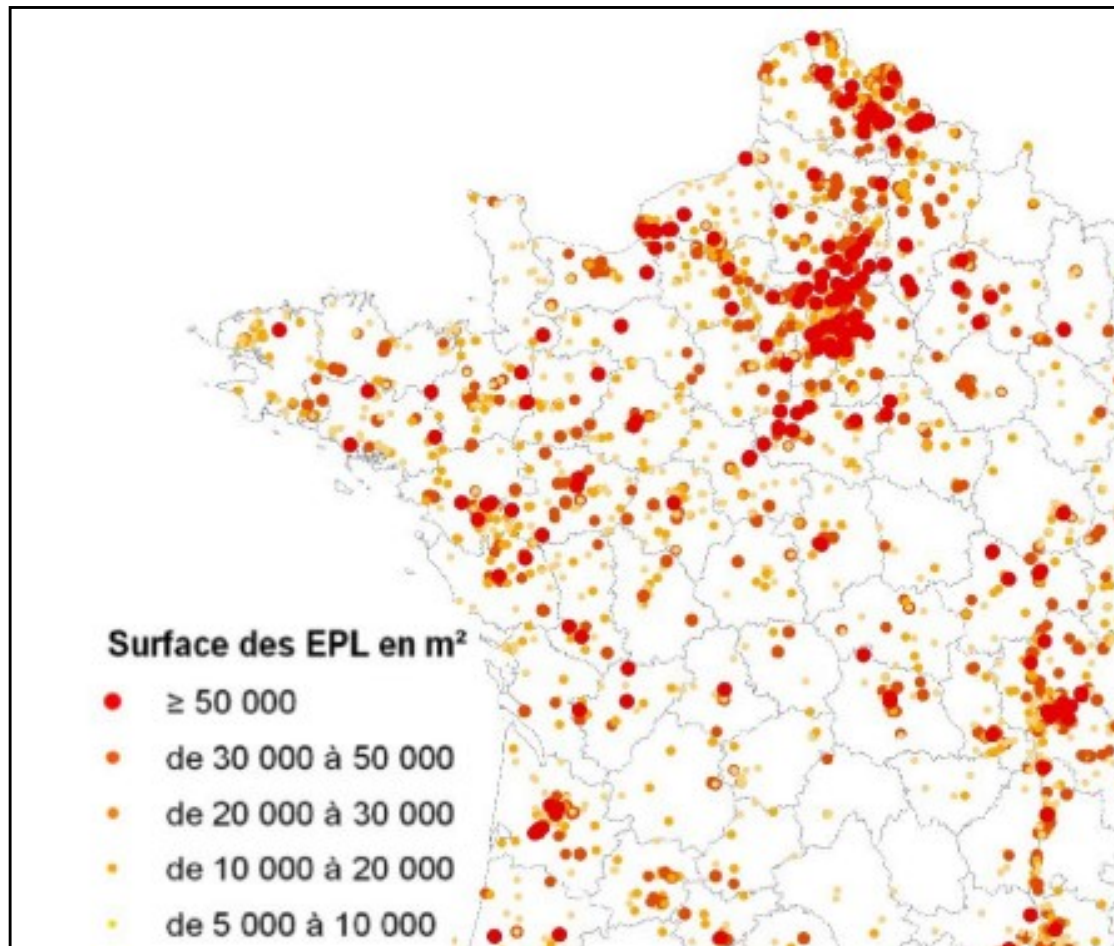 Surface des EPL en m²
≥ 50 000
de 30 000 à 50 000
de 20 000 à 30 000
de 10 000 à 20 000
de 5 000 à 10 000